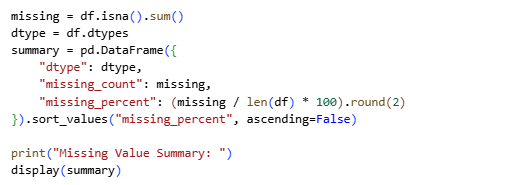 missing = df.isna().sum()
dtype = df.dtypes
summary = pd.DataFrame({
    "dtype": dtype,
    "missing_count": missing,
    "missing_percent": (missing / len(df) * 100).round(2)
}).sort_values("missing_percent", ascending=False)

print("Missing Value Summary: ")
display(summary)